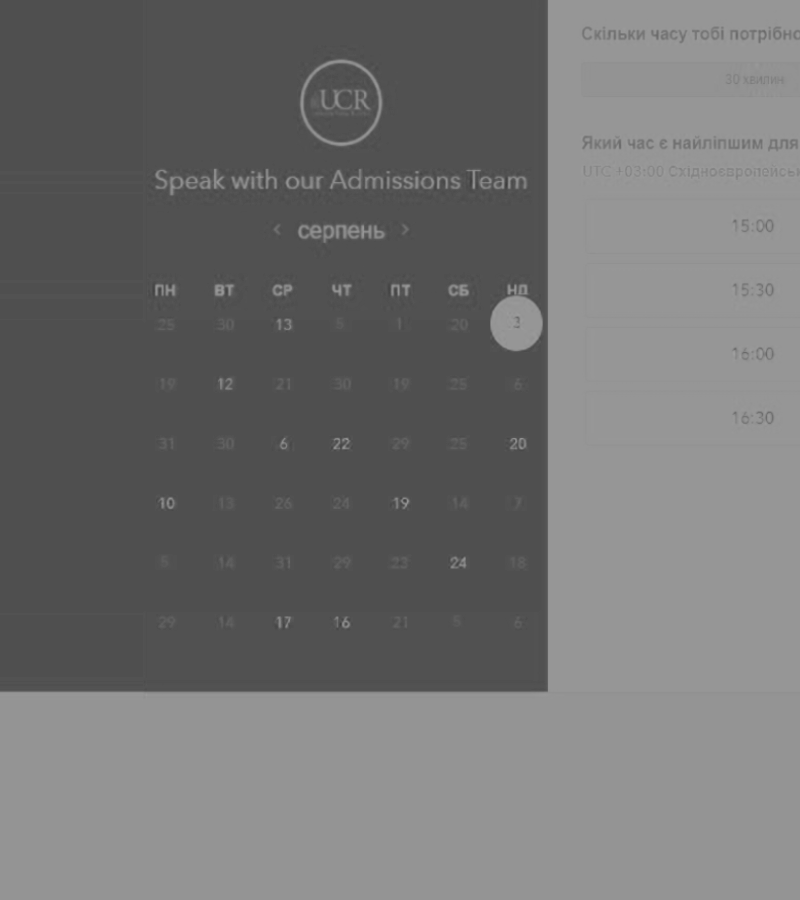 UCR
Speak with our Admissions Team
‹ серпень ›
ПН ВТ СР ЧТ ПТ СБ НД
25 30 13 5 1 20 2
19 12 21 30 19 25 6
31 30 6 22 29 25 20
10 13 26 24 19 14 7
5 14 31 29 23 24 18
29 14 17 16 21 5 6
Скільки часу тобі потрібно
30 хвилин
Який час є найліпшим для
UTC +03:00 Східноєвропейськ
15:00
15:30
16:00
16:30